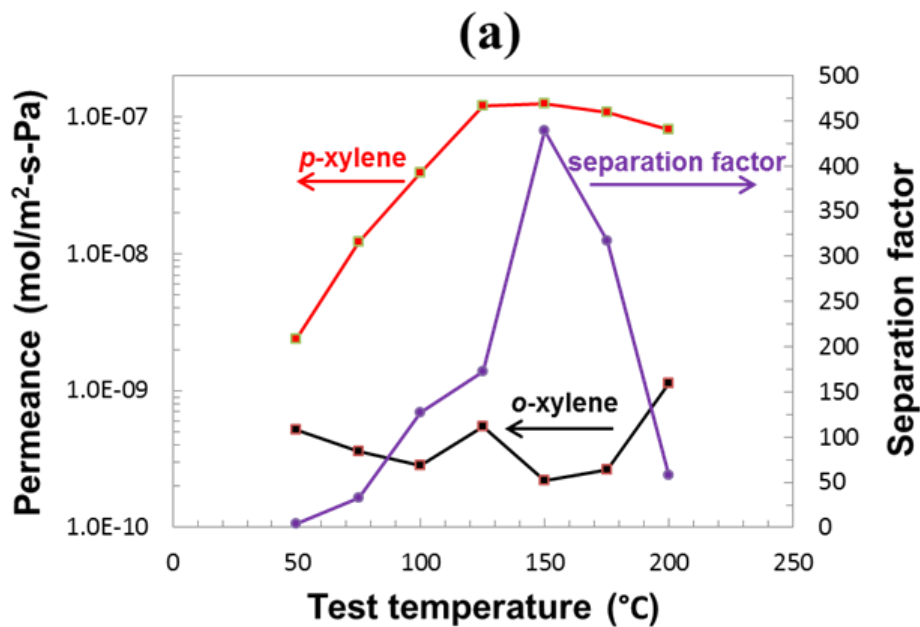 (a)
Permeance (mol/m²-s-Pa)
1.0E-07
1.0E-08
1.0E-09
1.0E-10
p-xylene
separation factor
o-xylene
500
450
400
350
300
250
200
150
100
50
0
Separation factor
0 50 100 150 200 250
Test temperature (°C)